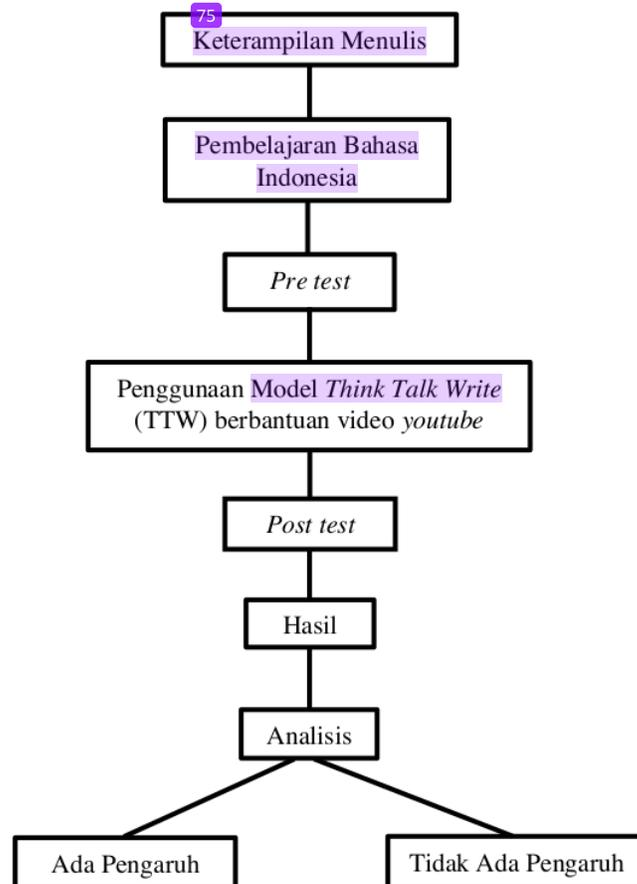 75
Keterampilan Menulis
Pembelajaran Bahasa
Indonesia
Pre test
Penggunaan Model Think Talk Write
(TTW) berbantuan video youtube
Post test
Hasil
Analisis
Ada Pengaruh
Tidak Ada Pengaruh